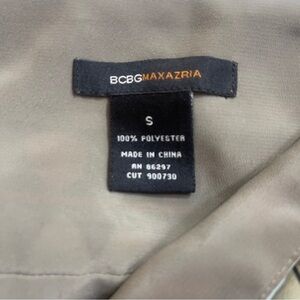 BCBGMAXAZRIA
S
100% POLYESTER
MADE IN CHINA
RN 86297
CUT 900730